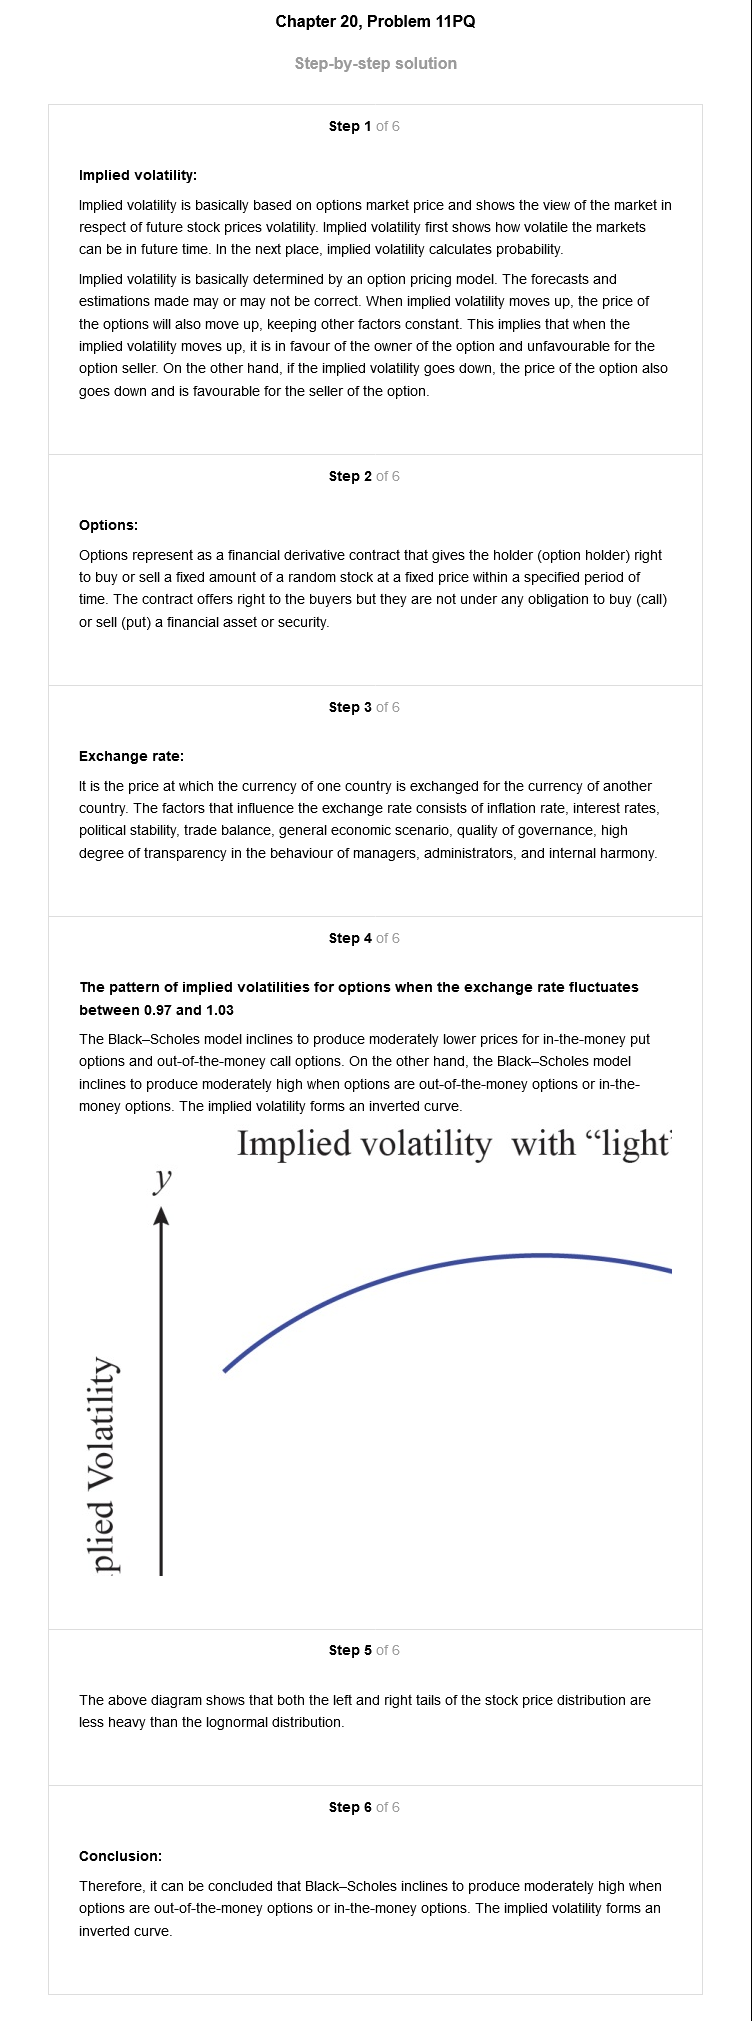 Chapter 20, Problem 11PQ
Step-by-step solution
Step 1 of 6
Implied volatility:
Implied volatility is basically based on options market price and shows the view of the market in
respect of future stock prices volatility. Implied volatility first shows how volatile the markets
can be in future time. In the next place, implied volatility calculates probability.
Implied volatility is basically determined by an option pricing model. The forecasts and
estimations made may or may not be correct. When implied volatility moves up, the price of
the options will also move up, keeping other factors constant. This implies that when the
implied volatility moves up, it is in favour of the owner of the option and unfavourable for the
option seller. On the other hand, if the implied volatility goes down, the price of the option also
goes down and is favourable for the seller of the option.
Step 2 of 6
Options:
Options represent as a financial derivative contract that gives the holder (option holder) right
to buy or sell a fixed amount of a random stock at a fixed price within a specified period of
time. The contract offers right to the buyers but they are not under any obligation to buy (call)
or sell (put) a financial asset or security.
Step 3 of 6
Exchange rate:
It is the price at which the currency of one country is exchanged for the currency of another
country. The factors that influence the exchange rate consists of inflation rate, interest rates,
political stability, trade balance, general economic scenario, quality of governance, high
degree of transparency in the behaviour of managers, administrators, and internal harmony.
Step 4 of 6
The pattern of implied volatilities for options when the exchange rate fluctuates
between 0.97 and 1.03
The Black–Scholes model inclines to produce moderately lower prices for in-the-money put
options and out-of-the-money call options. On the other hand, the Black–Scholes model
inclines to produce moderately high when options are out-of-the-money options or in-the-
money options. The implied volatility forms an inverted curve.
Implied volatility with “light”
y
plied Volatility
Step 5 of 6
The above diagram shows that both the left and right tails of the stock price distribution are
less heavy than the lognormal distribution.
Step 6 of 6
Conclusion:
Therefore, it can be concluded that Black–Scholes inclines to produce moderately high when
options are out-of-the-money options or in-the-money options. The implied volatility forms an
inverted curve.